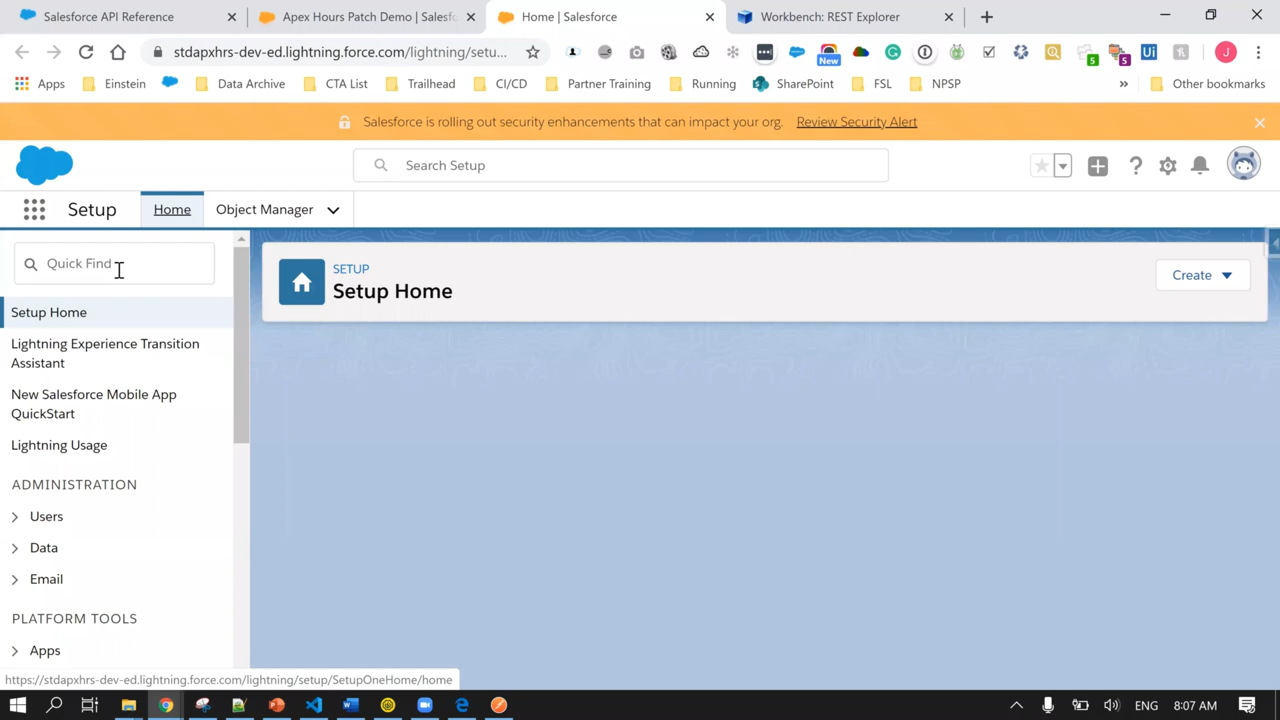 Salesforce API Reference
Apex Hours Patch Demo | Salesfo
Home | Salesforce
Workbench: REST Explorer
stdapxhrs-dev-ed.lightning.force.com/lightning/setu...
New
5
5
Ui
J
Apps
Einstein
Data Archive
CTA List
Trailhead
CI/CD
Partner Training
Running
SharePoint
FSL
NPSP
»
Other bookmarks
Salesforce is rolling out security enhancements that can impact your org. Review Security Alert
Search Setup
Setup
Home
Object Manager
Quick Find
SETUP
Setup Home
Create
Setup Home
Lightning Experience Transition
Assistant
New Salesforce Mobile App
QuickStart
Lightning Usage
ADMINISTRATION
Users
Data
Email
PLATFORM TOOLS
Apps
https://stdapxhrs-dev-ed.lightning.force.com/lightning/setup/SetupOneHome/home
ENG
8:07 AM